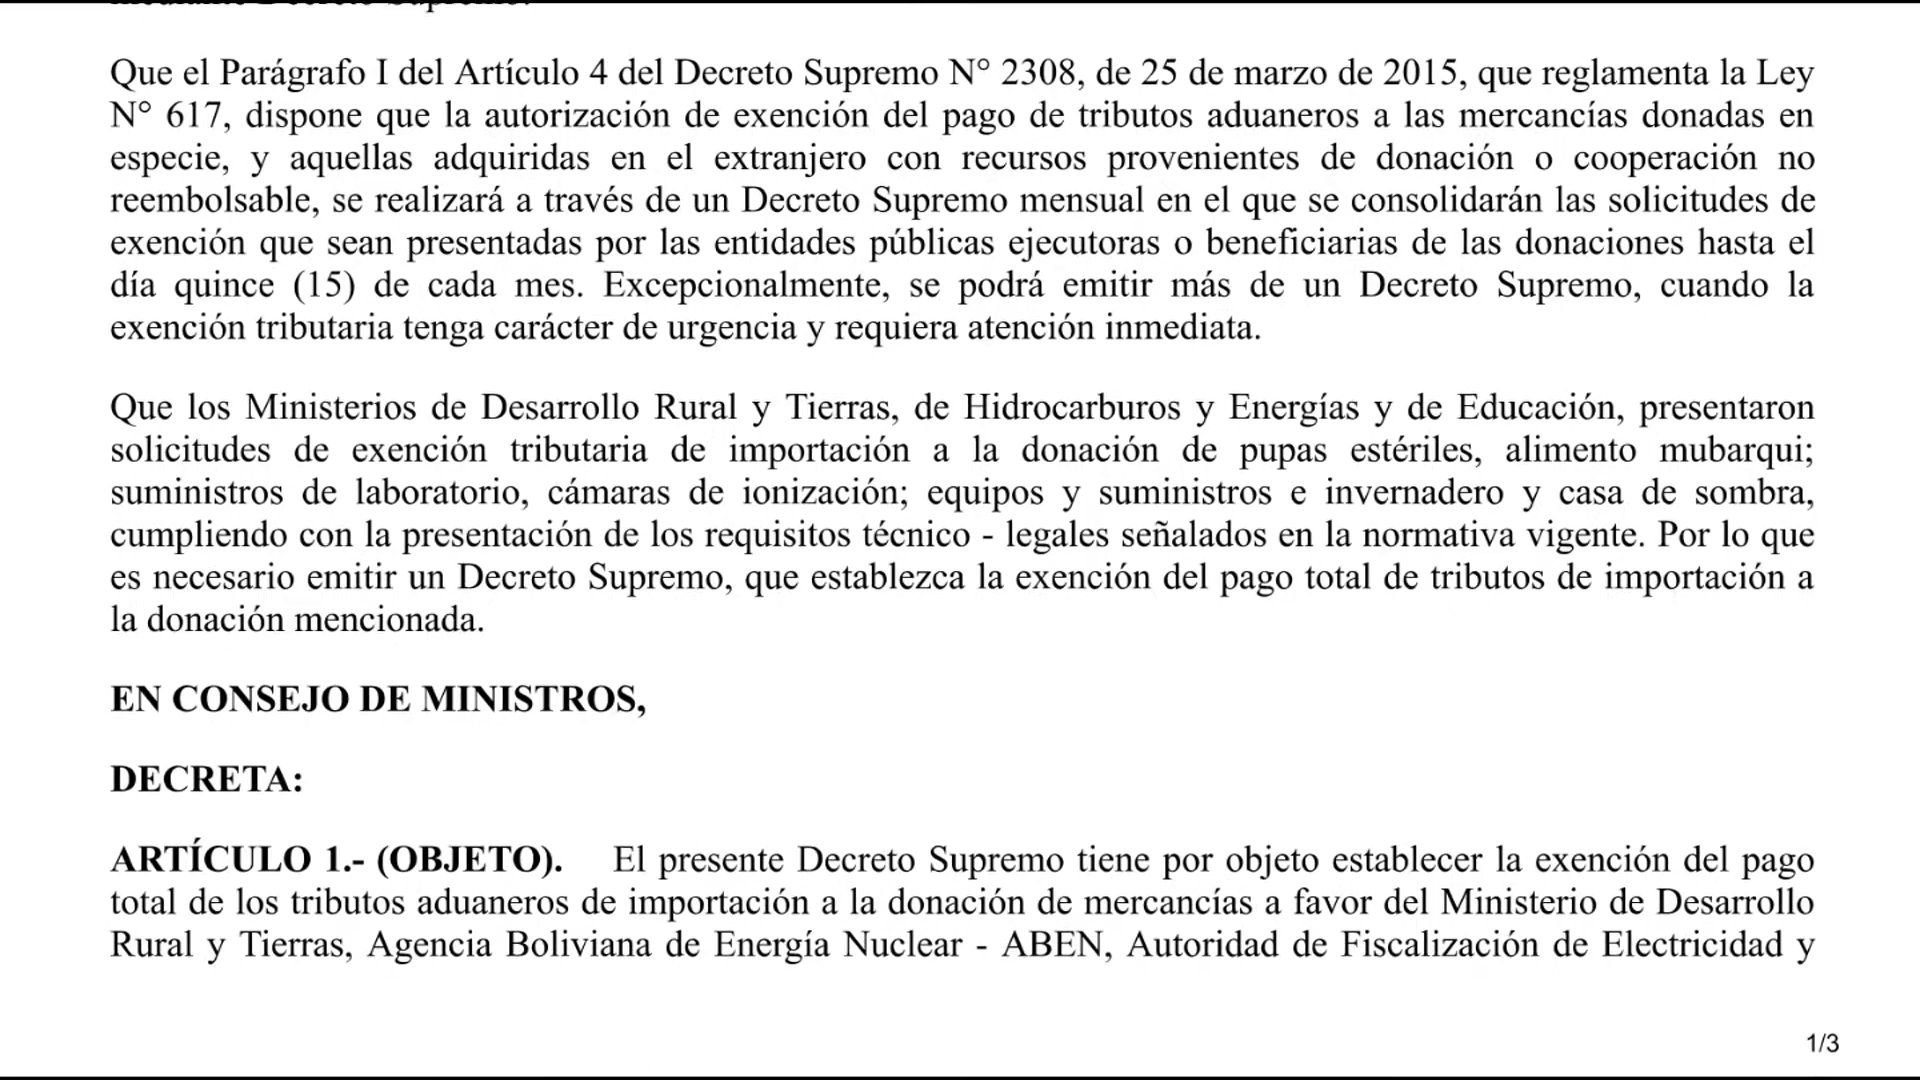 mediante Decreto Supremo.
Que el Parágrafo I del Artículo 4 del Decreto Supremo N° 2308, de 25 de marzo de 2015, que reglamenta la Ley
N° 617, dispone que la autorización de exención del pago de tributos aduaneros a las mercancías donadas en
especie, y aquellas adquiridas en el extranjero con recursos provenientes de donación o cooperación no
reembolsable, se realizará a través de un Decreto Supremo mensual en el que se consolidarán las solicitudes de
exención que sean presentadas por las entidades públicas ejecutoras o beneficiarias de las donaciones hasta el
día quince (15) de cada mes. Excepcionalmente, se podrá emitir más de un Decreto Supremo, cuando la
exención tributaria tenga carácter de urgencia y requiera atención inmediata.
Que los Ministerios de Desarrollo Rural y Tierras, de Hidrocarburos y Energías y de Educación, presentaron
solicitudes de exención tributaria de importación a la donación de pupas estériles, alimento mubarqui;
suministros de laboratorio, cámaras de ionización; equipos y suministros e invernadero y casa de sombra,
cumpliendo con la presentación de los requisitos técnico - legales señalados en la normativa vigente. Por lo que
es necesario emitir un Decreto Supremo, que establezca la exención del pago total de tributos de importación a
la donación mencionada.
EN CONSEJO DE MINISTROS,
DECRETA:
ARTÍCULO 1.- (OBJETO). El presente Decreto Supremo tiene por objeto establecer la exención del pago
total de los tributos aduaneros de importación a la donación de mercancías a favor del Ministerio de Desarrollo
Rural y Tierras, Agencia Boliviana de Energía Nuclear - ABEN, Autoridad de Fiscalización de Electricidad y
1/3